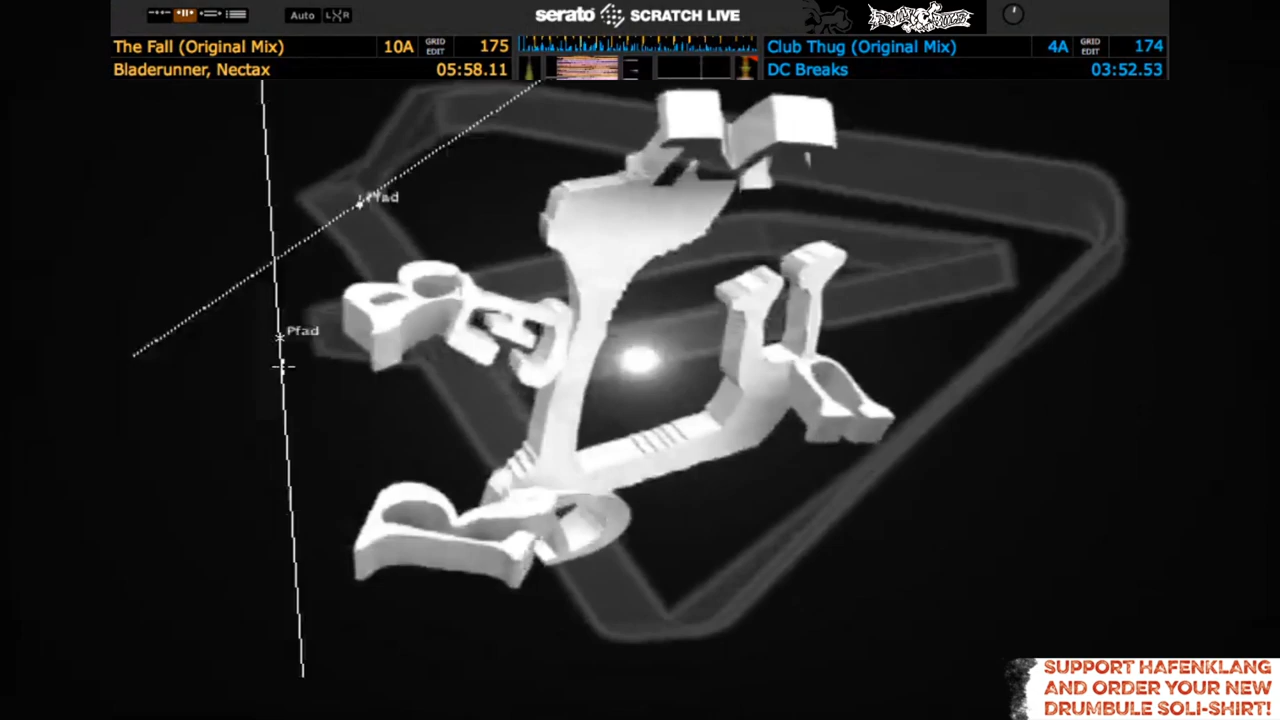 Auto L X R
serato SCRATCH LIVE
The Fall (Original Mix) 10A GRID EDIT 175
Bladerunner, Nectax 05:58.11
Club Thug (Original Mix) 4A GRID EDIT 174
DC Breaks 03:52.53
Pfad
Pfad
SUPPORT HAFENKLANG
AND ORDER YOUR NEW
DRUMBULE SOLI-SHIRT!